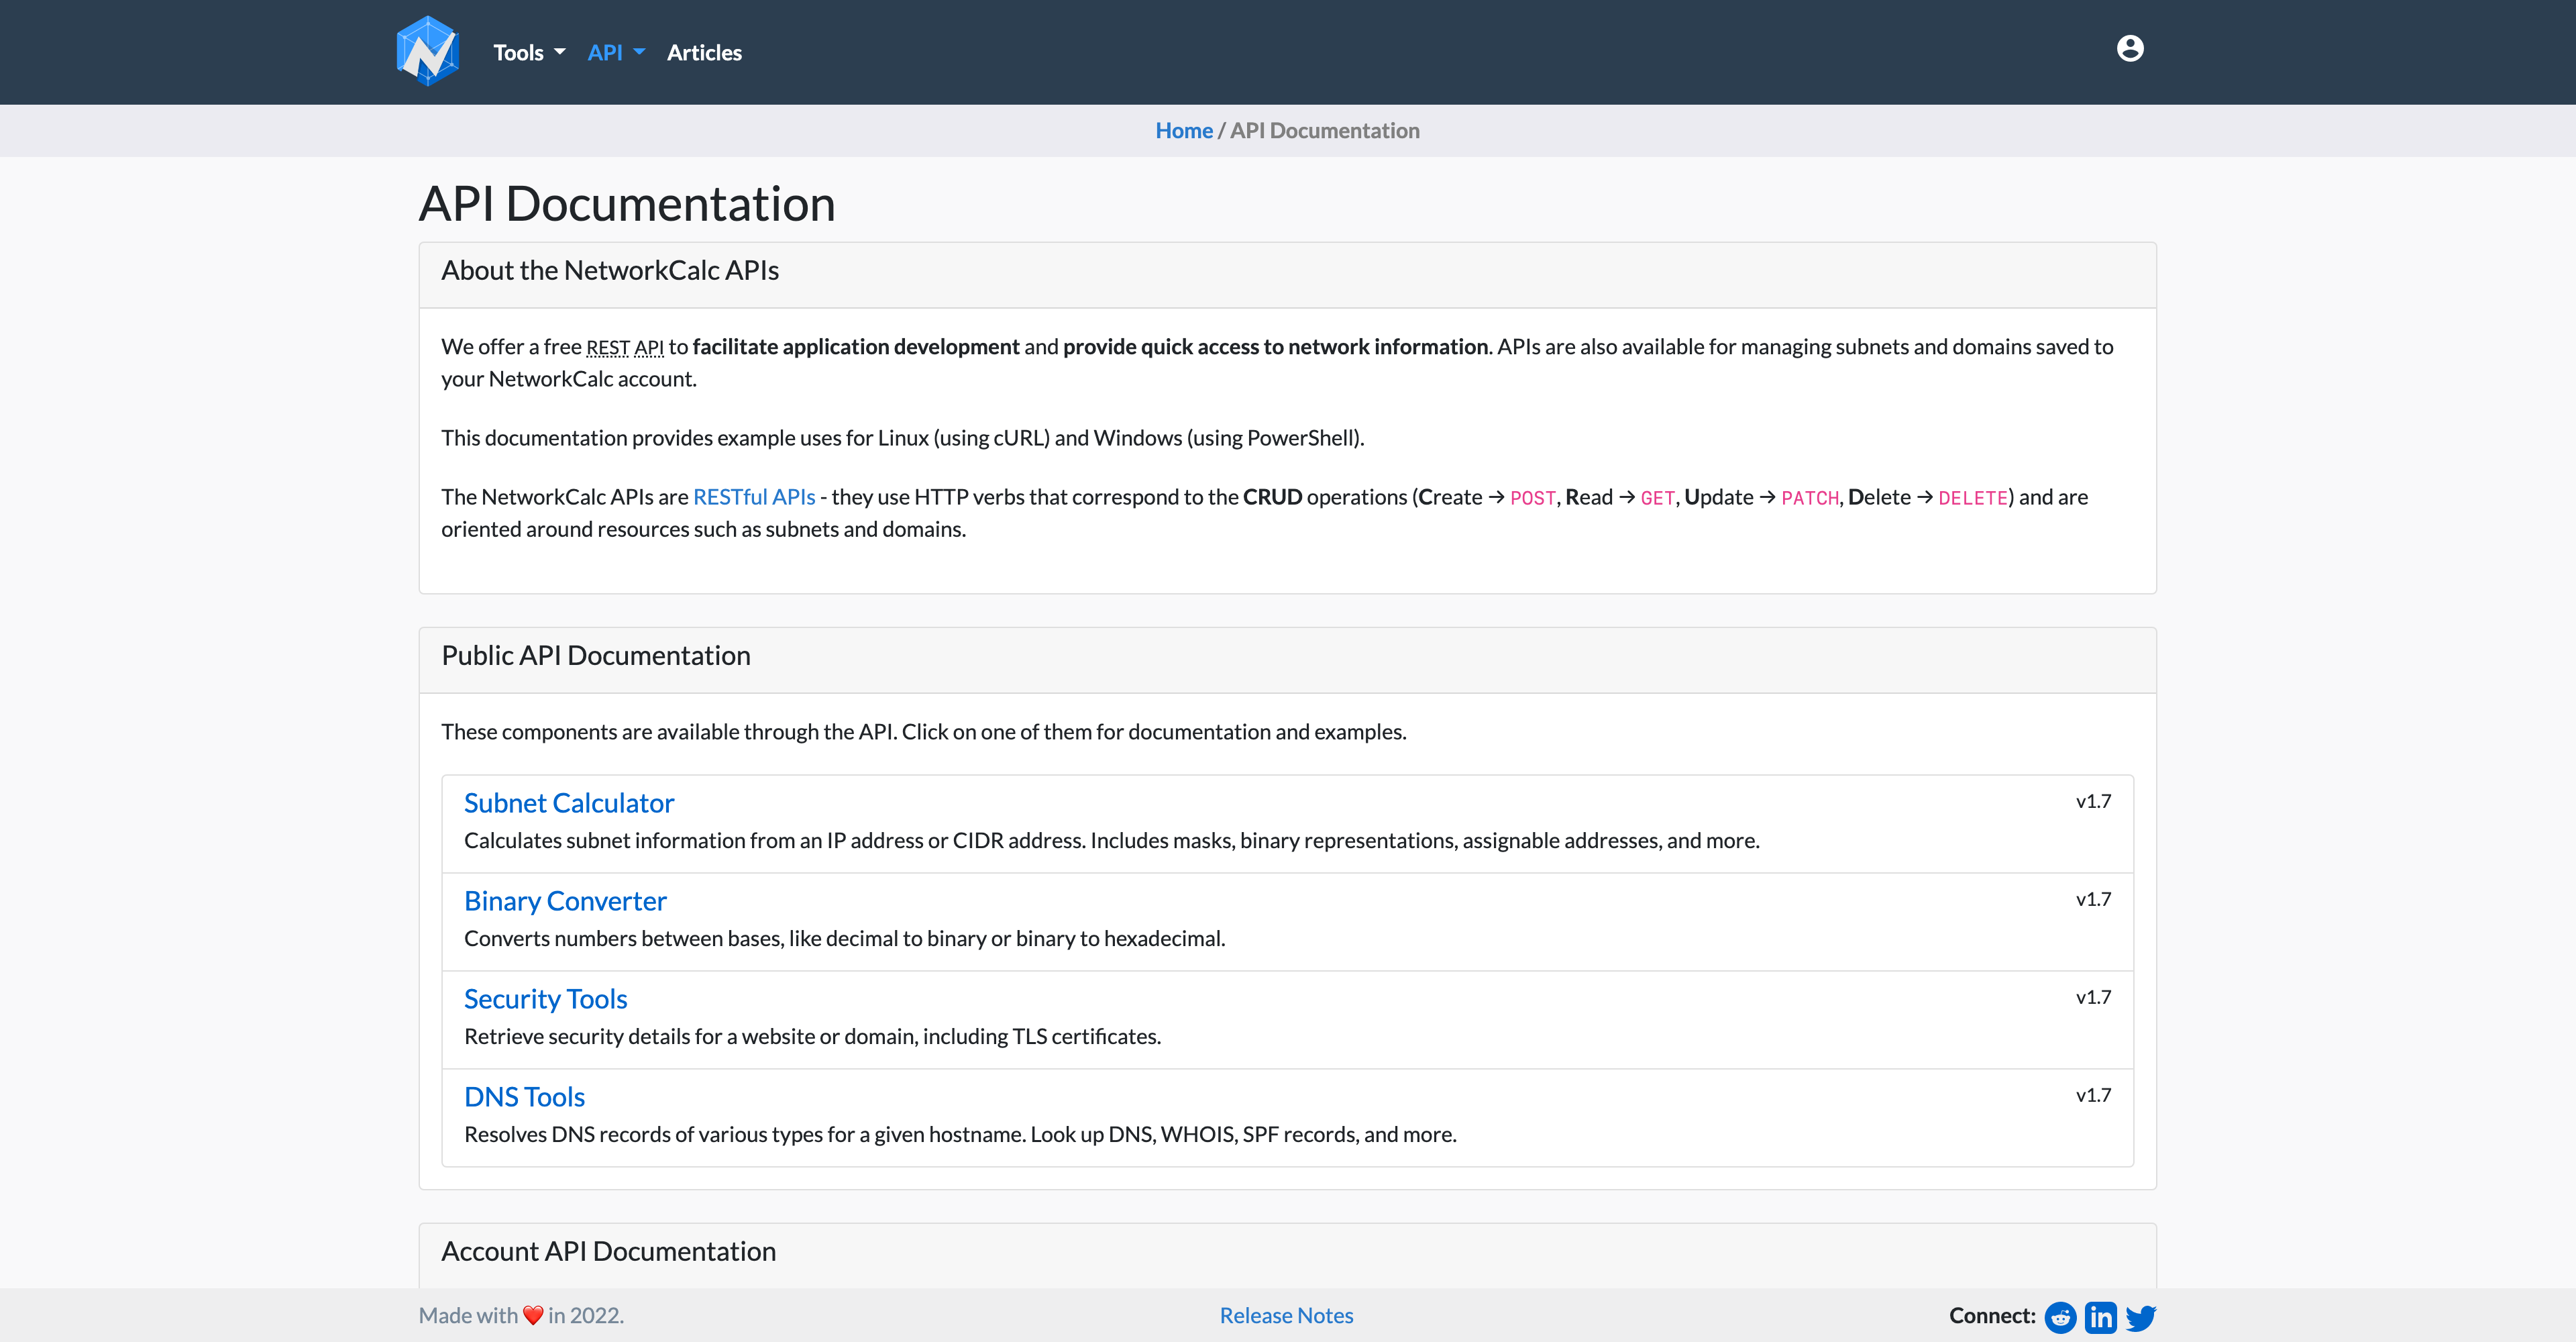 Tools API Articles
Home / API Documentation
API Documentation
About the NetworkCalc APIs
We offer a free REST API to facilitate application development and provide quick access to network information. APIs are also available for managing subnets and domains saved to
your NetworkCalc account.
This documentation provides example uses for Linux (using cURL) and Windows (using PowerShell).
The NetworkCalc APIs are RESTful APIs - they use HTTP verbs that correspond to the CRUD operations (Create → POST, Read → GET, Update → PATCH, Delete → DELETE) and are
oriented around resources such as subnets and domains.
Public API Documentation
These components are available through the API. Click on one of them for documentation and examples.
Subnet Calculator v1.7
Calculates subnet information from an IP address or CIDR address. Includes masks, binary representations, assignable addresses, and more.
Binary Converter v1.7
Converts numbers between bases, like decimal to binary or binary to hexadecimal.
Security Tools v1.7
Retrieve security details for a website or domain, including TLS certificates.
DNS Tools v1.7
Resolves DNS records of various types for a given hostname. Look up DNS, WHOIS, SPF records, and more.
Account API Documentation
Made with ❤️ in 2022. Release Notes Connect: in